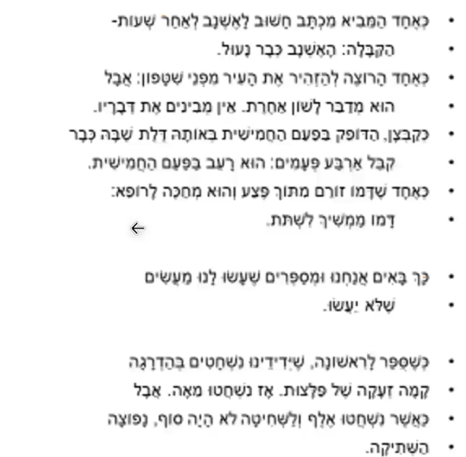 • כְּאֶחָד הַמֵּבִיא מִכְתָּב חָשׁוּב לָאֶשְׁנָב לְאַחַר שְׁעוֹת-
• הַקַּבָּלָה: הָאֶשְׁנָב כְּבָר נָעוּל.
• כְּאֶחָד הָרוֹצֶה לְהַזְהִיר אֶת הָעִיר מִפְּנֵי שִׁטָּפוֹן: אֲבָל
• הוּא מְדַבֵּר לָשׁוֹן אַחֶרֶת. אֵין מְבִינִים אֶת דְּבָרָיו.
• כְּקַבְּצָן, הַדּוֹפֵק בַּפַּעַם הַחֲמִישִׁית בְּאוֹתָהּ דֶּלֶת שֶׁבָּהּ כְּבָר
• קִבֵּל אַרְבַּע פְּעָמִים: הוּא רָעֵב בַּפַּעַם הַחֲמִישִׁית.
• כְּאֶחָד שֶׁדָּמוֹ זוֹרֵם מִתּוֹךְ פֶּצַע וְהוּא מְחַכֶּה לָרוֹפֵא:
• דָּמוֹ מַמְשִׁיךְ לִשְׁתֹּת.
• כָּךְ בָּאִים אֲנַחְנוּ וּמְסַפְּרִים שֶׁעָשׂוּ לָנוּ מַעֲשִׂים
• שֶׁלֹּא יֵעָשׂוּ.
• כְּשֶׁסֻּפַּר לָרִאשׁוֹנָה, שֶׁיְּדִידֵינוּ נִשְׁחָטִים בְּהַדְרָגָה
• קָמָה זְעָקָה שֶׁל פַּלָּצוּת. אָז נִשְׁחֲטוּ מֵאָה. אֲבָל
• כַּאֲשֶׁר נִשְׁחֲטוּ אֶלֶף וְלַשְּׁחִיטָה לֹא הָיָה סוֹף, נָפוֹצָה
• הַשְּׁתִיקָה.